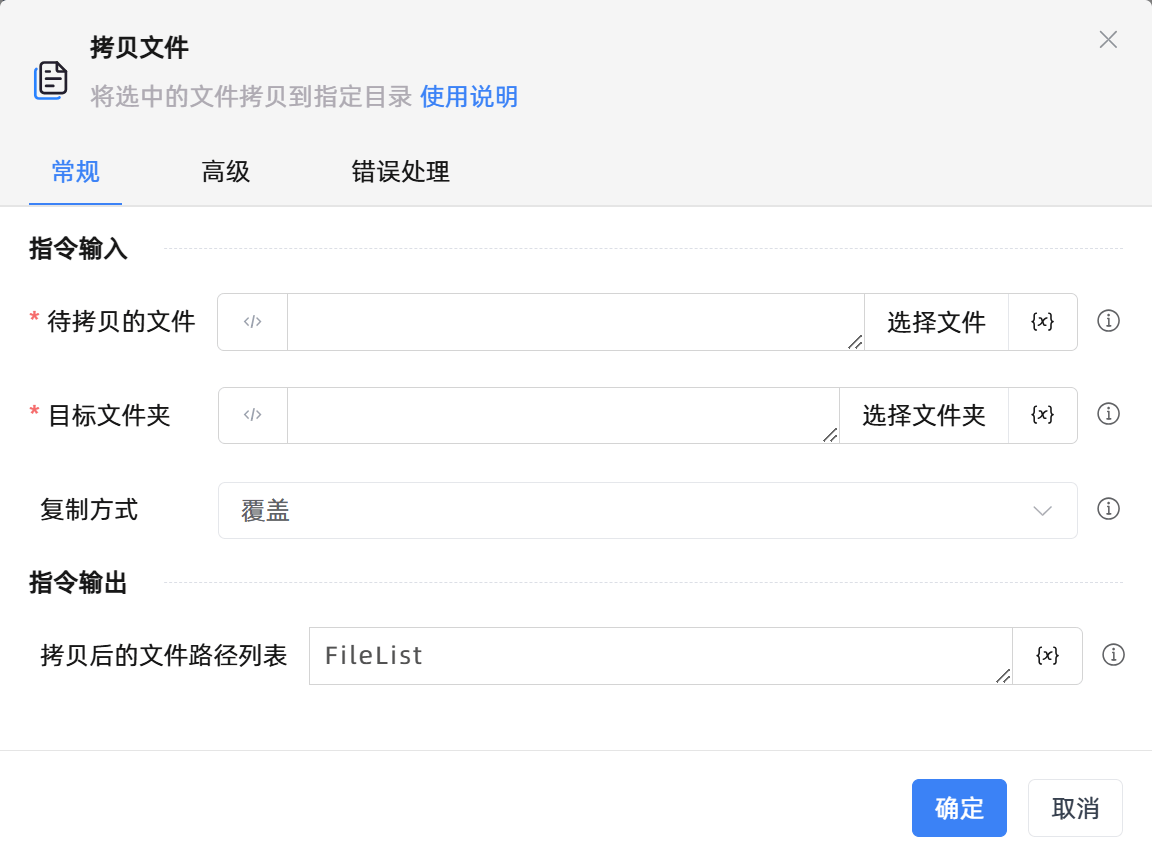 拷贝文件
将选中的文件拷贝到指定目录 使用说明
常规 高级 错误处理
指令输入
* 待拷贝的文件 </> 选择文件 {x}
* 目标文件夹 </> 选择文件夹 {x}
复制方式 覆盖
指令输出
拷贝后的文件路径列表 FileList {x}
确定 取消